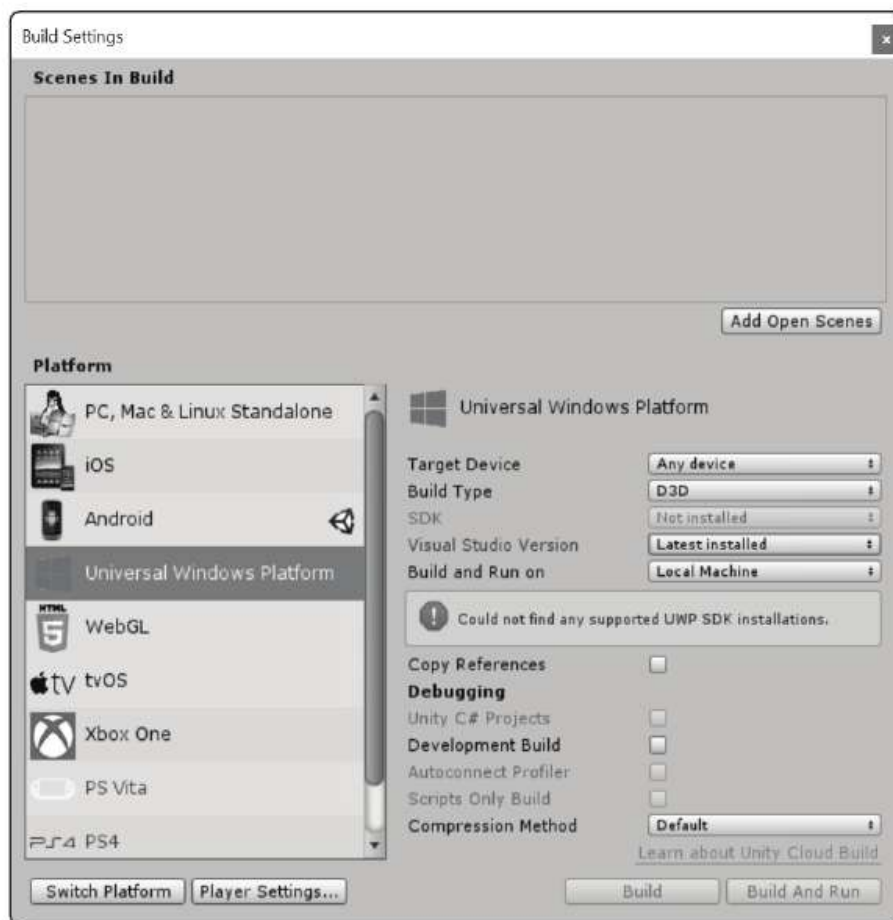 Build Settings
x
Scenes In Build
Add Open Scenes
Platform
PC, Mac & Linux Standalone
iOS
Android
Universal Windows Platform
HTML
5
WebGL
tv
tvOS
Xbox One
PS Vita
PS4 PS4
Universal Windows Platform
Target Device Any device
Build Type D3D
SDK Not installed
Visual Studio Version Latest installed
Build and Run on Local Machine
! Could not find any supported UWP SDK installations.
Copy References
Debugging
Unity C# Projects
Development Build
Autoconnect Profiler
Scripts Only Build
Compression Method Default
Learn about Unity Cloud Build
Switch Platform Player Settings...
Build Build And Run